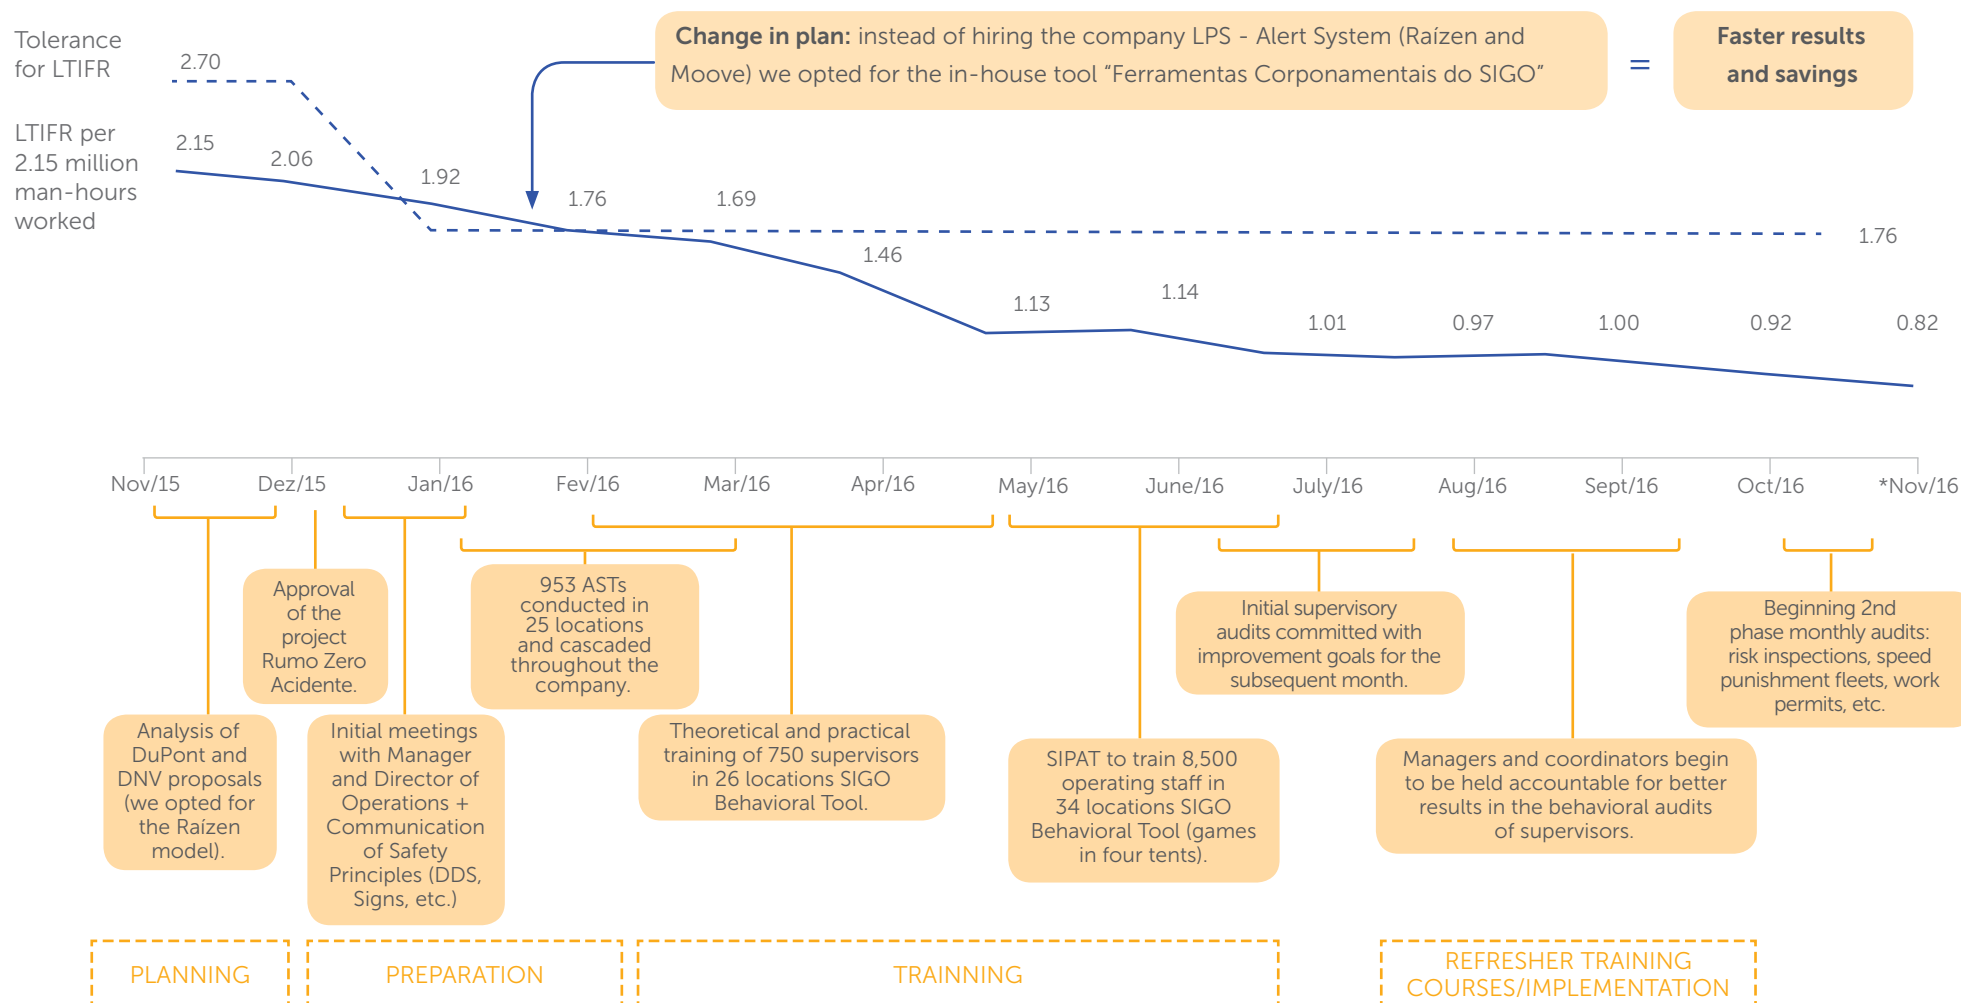 Tolerance
for LTIFR
2.70
Change in plan: instead of hiring the company LPS - Alert System (Raízen and
Moove) we opted for the in-house tool “Ferramentas Corponamentais do SIGO”
=
Faster results
and savings
LTIFR per
2.15 million
man-hours
worked
2.15
2.06
1.92
1.76
1.69
1.46
1.13
1.14
1.01
0.97
1.00
0.92
0.82
1.76
Nov/15
Dez/15
Jan/16
Fev/16
Mar/16
Apr/16
May/16
June/16
July/16
Aug/16
Sept/16
Oct/16
*Nov/16
Analysis of
DuPont and
DNV proposals
(we opted for
the Raízen
model).
Approval
of the
project
Rumo Zero
Acidente.
Initial meetings
with Manager
and Director of
Operations +
Communication
of Safety
Principles (DDS,
Signs, etc.)
953 ASTs
conducted in
25 locations
and cascaded
throughout the
company.
Theoretical and practical
training of 750 supervisors
in 26 locations SIGO
Behavioral Tool.
SIPAT to train 8,500
operating staff in
34 locations SIGO
Behavioral Tool (games
in four tents).
Initial supervisory
audits committed with
improvement goals for the
subsequent month.
Managers and coordinators begin
to be held accountable for better
results in the behavioral audits
of supervisors.
Beginning 2nd
phase monthly audits:
risk inspections, speed
punishment fleets, work
permits, etc.
PLANNING
PREPARATION
TRAINNING
REFRESHER TRAINING
COURSES/IMPLEMENTATION